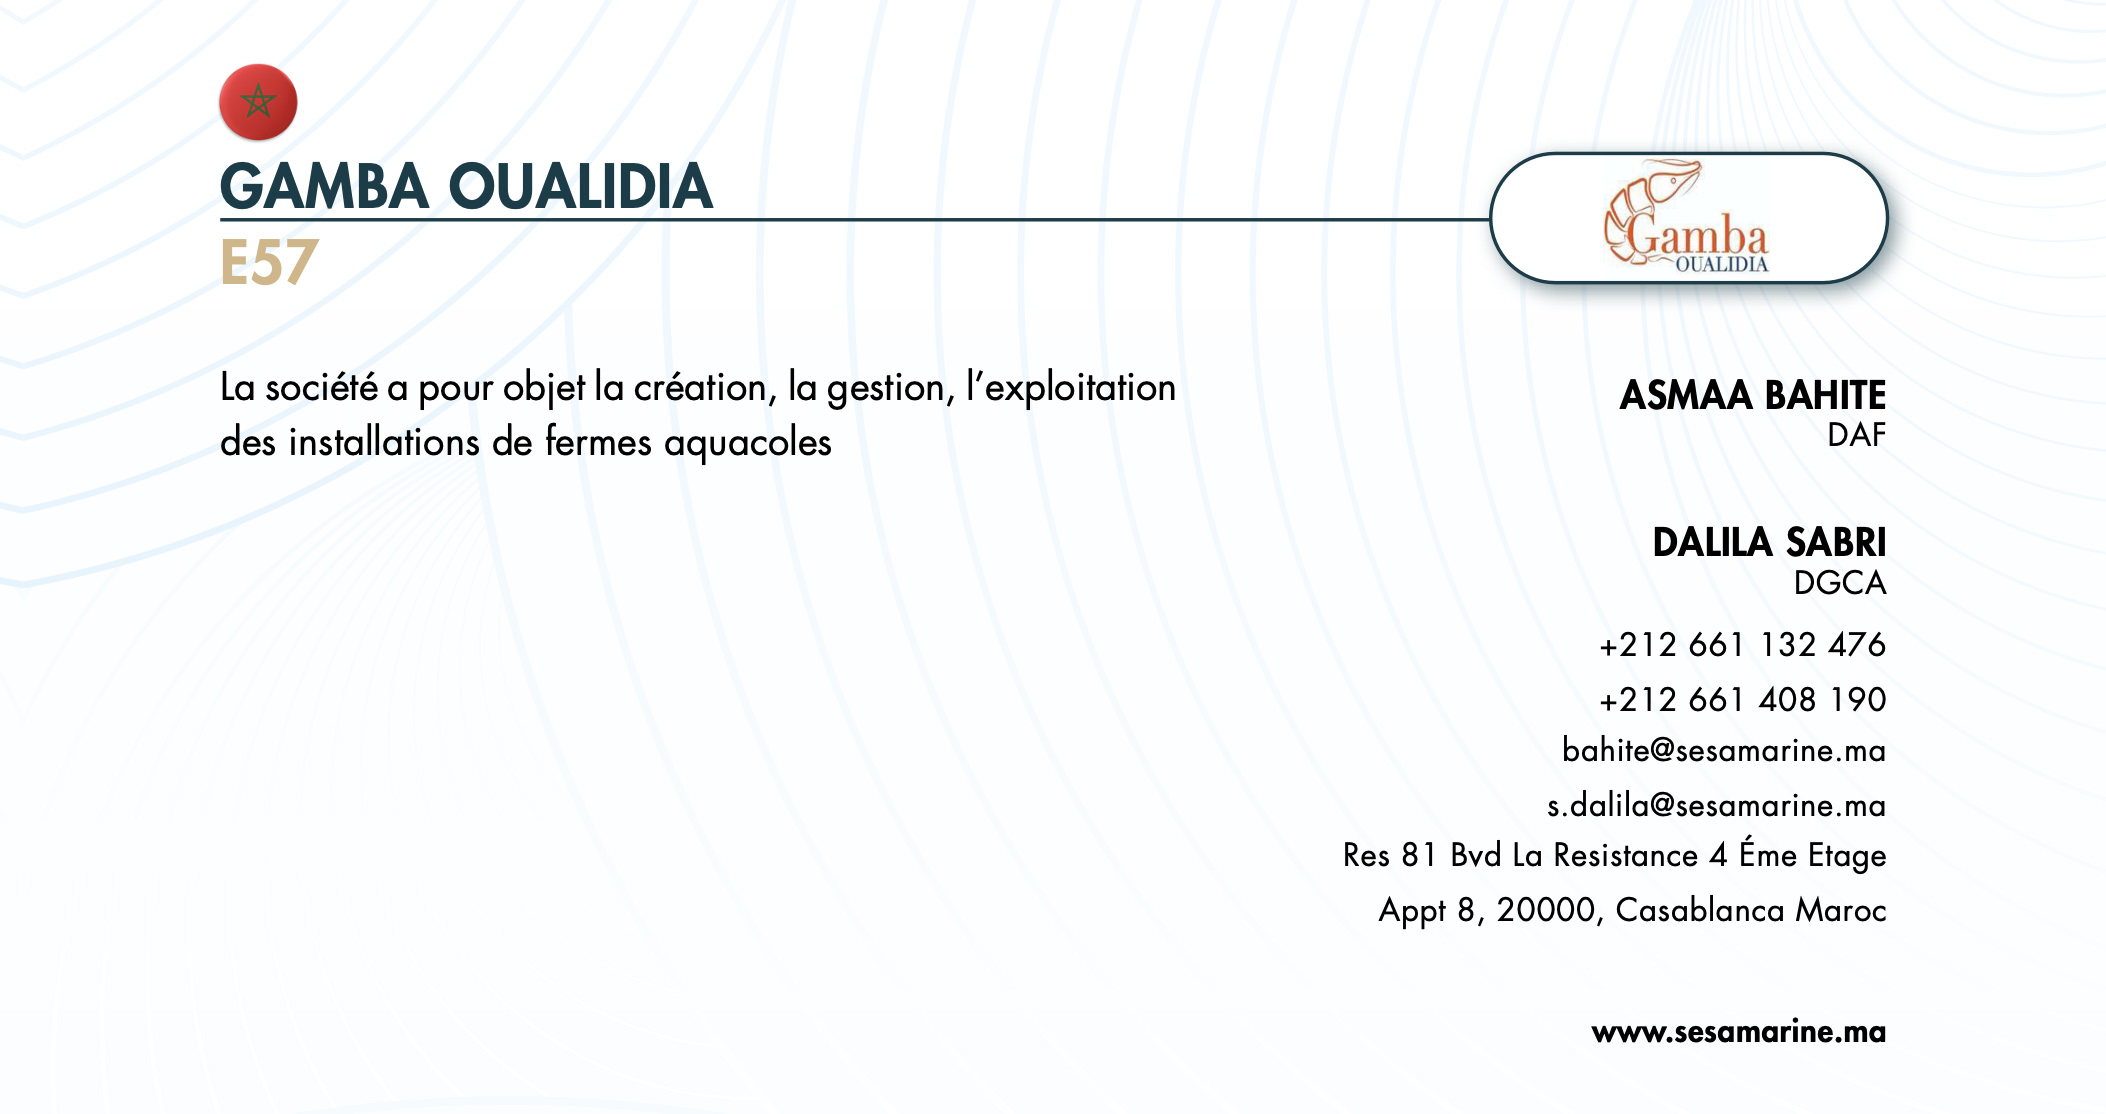 GAMBA OUALIDIA
Gamba
OUALIDIA
E57
La société a pour objet la création, la gestion, l’exploitation
des installations de fermes aquacoles
ASMAA BAHITE
DAF
DALILA SABRI
DGCA
+212 661 132 476
+212 661 408 190
bahite@sesamarine.ma
s.dalila@sesamarine.ma
Res 81 Bvd La Resistance 4 Éme Etage
Appt 8, 20000, Casablanca Maroc
www.sesamarine.ma